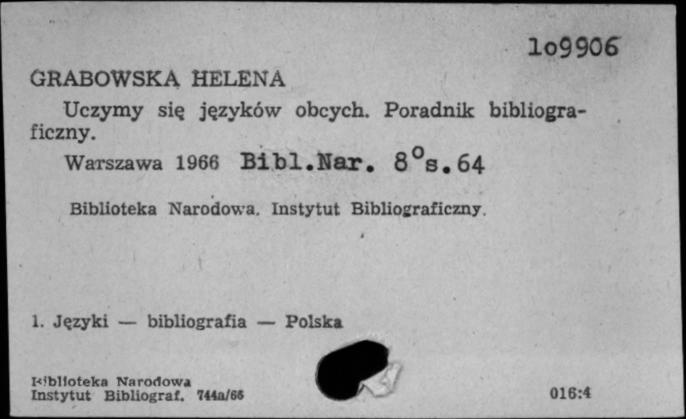 109906
GRABOWSKA HELENA
Uczymy się języków obcych. Poradnik bibliogra-
ficzny.
Warszawa 1966 Bibl.Nar. 8°s.64
Biblioteka Narodowa. Instytut Bibliograficzny.
1. Języki — bibliografia — Polska
Biblioteka Narodowa
Instytut Bibliograf. 744a/66
016:4